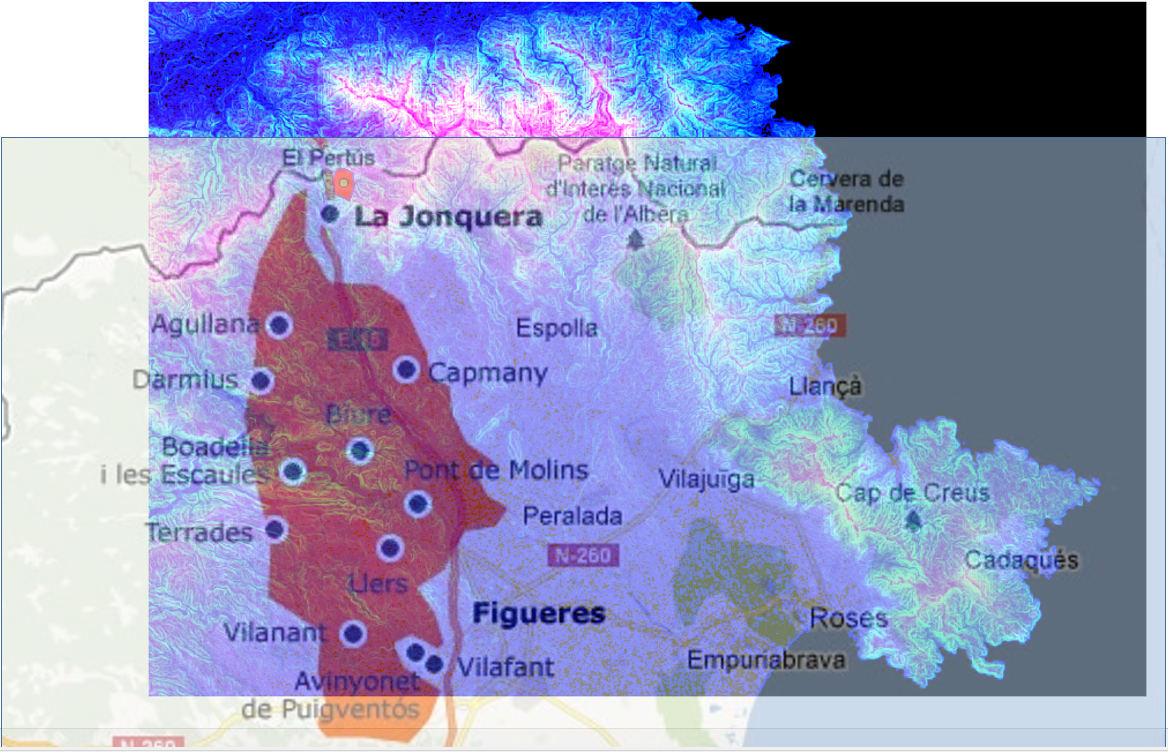 El Pertús
Paratge Natural
d'Interès Nacional
de l'Albera
Cervera de
la Marenda
La Jonquera
Agullana
E-15
Espolla
N-260
Darmius
Capmany
Llançà
Biure
Boadella
i les Escaules
Pont de Molins
Vilajuïga
Cap de Creus
Terrades
Peralada
N-260
Cadaqués
Llers
Figueres
Roses
Vilanant
Vilafant
Empuriabrava
Avinyonet
de Puigventós
N-260